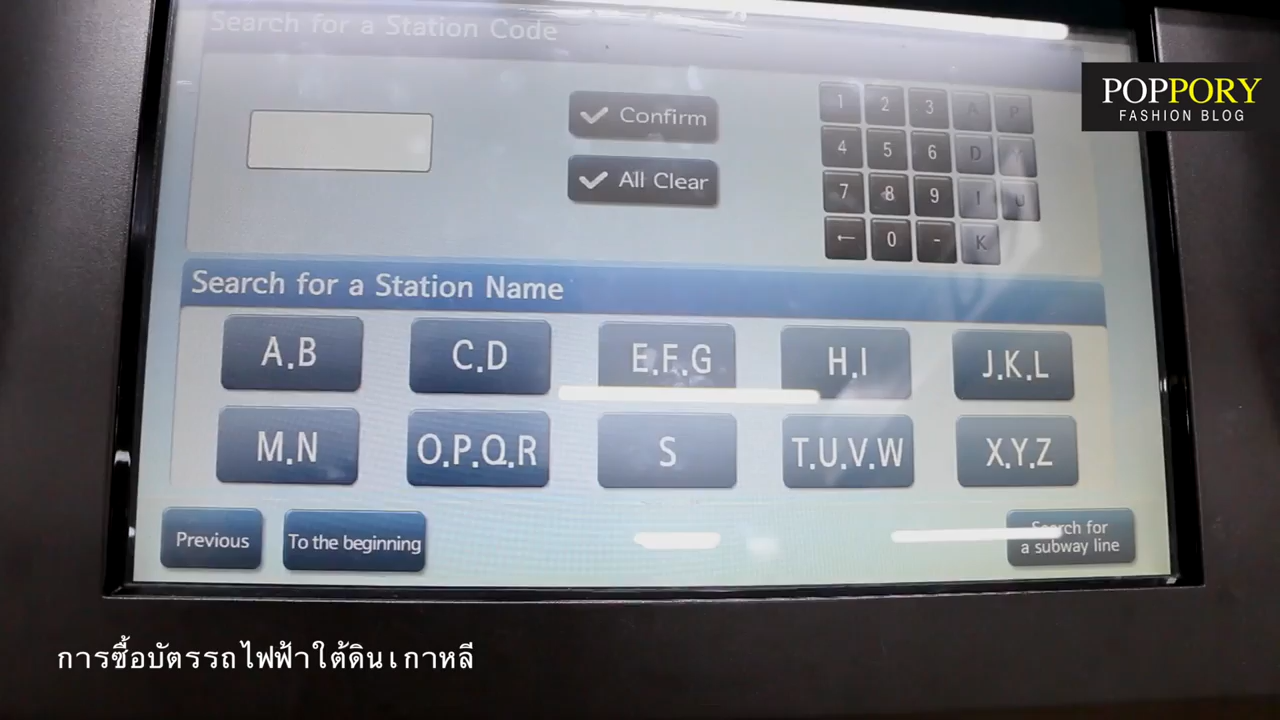 Search for a Station Code
POPPORY
FASHION BLOG
Confirm
All Clear
1 2 3 A P
4 5 6 D
7 8 9 I U
← 0 - K
Search for a Station Name
A.B C.D E.F.G H.I J.K.L
M.N O.P.Q.R S T.U.V.W X.Y.Z
Previous
To the beginning
Search for
a subway line
การซื้อบัตรรถไฟฟ้าใต้ดินเกาหลี